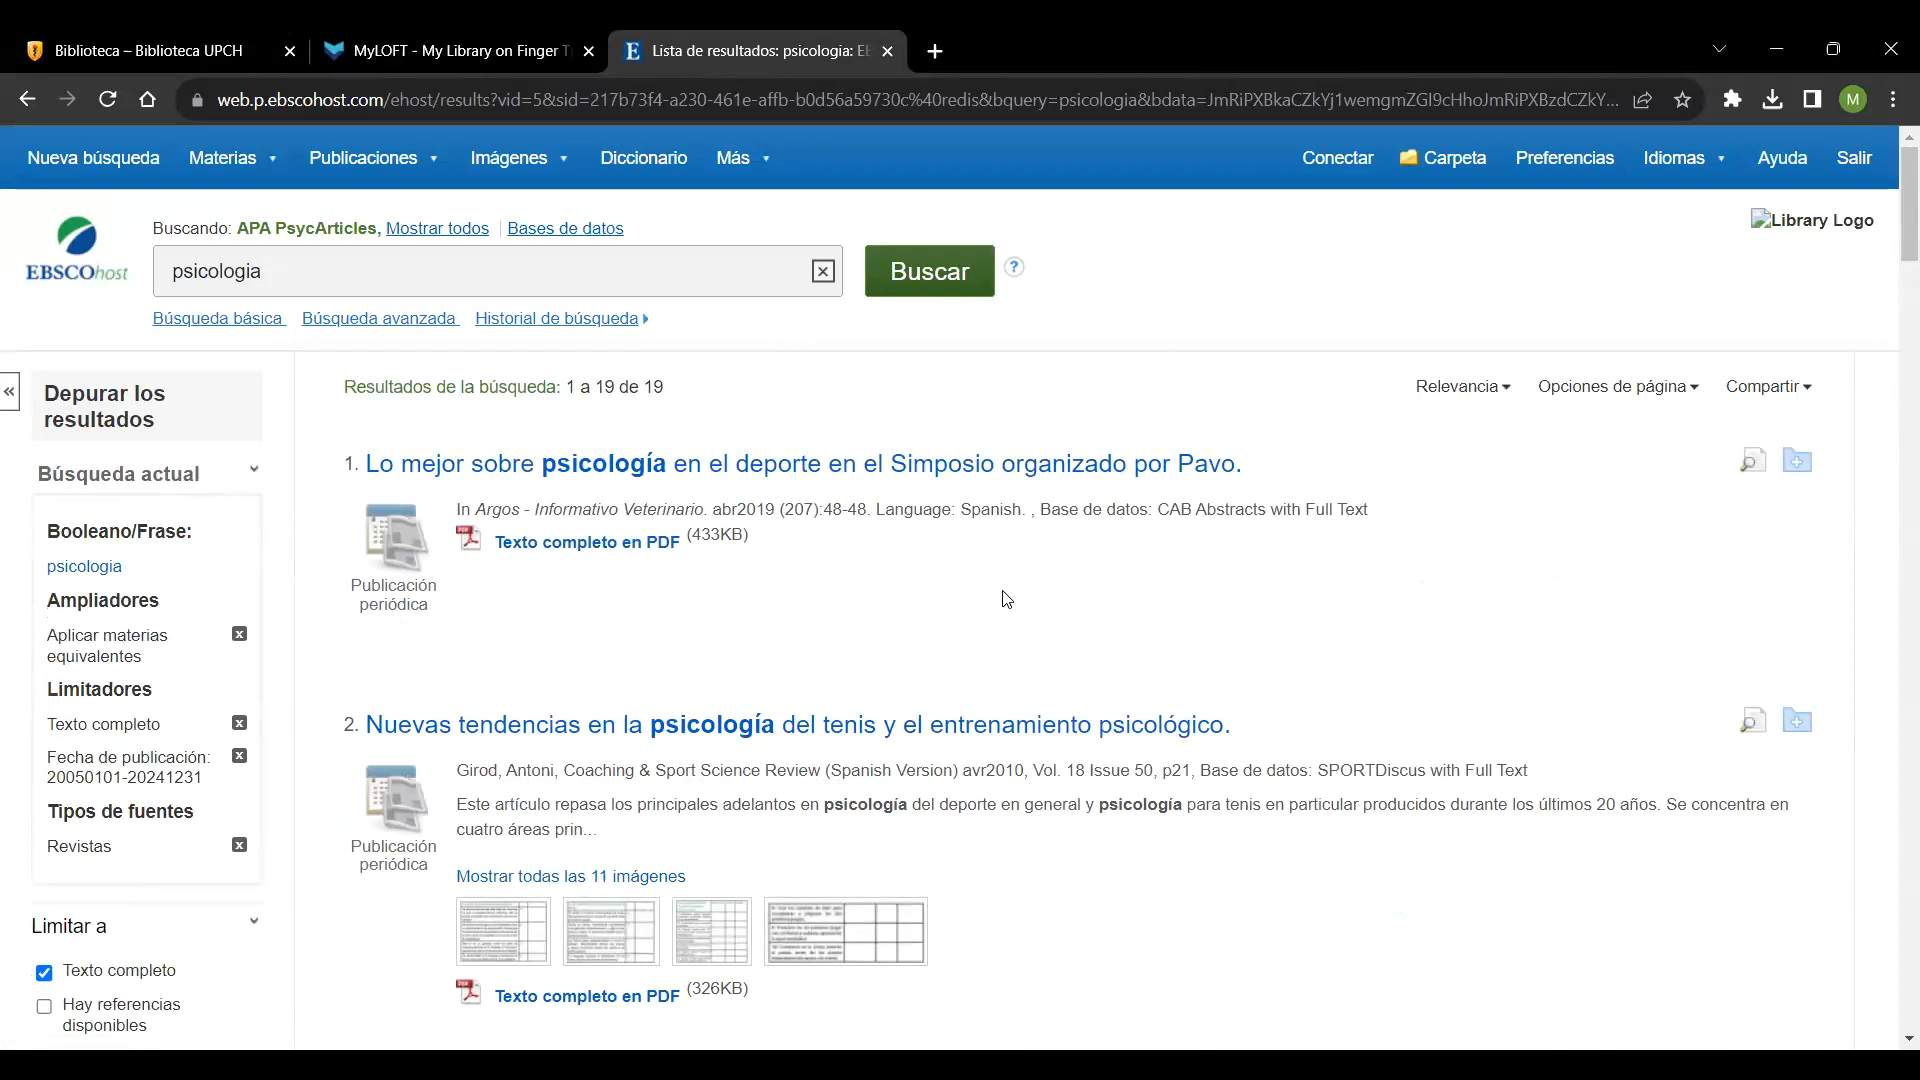 Biblioteca – Biblioteca UPCH
MyLOFT - My Library on Finger T
Lista de resultados: psicologia: E
web.p.ebscohost.com/ehost/results?vid=5&sid=217b73f4-a230-461e-affb-b0d56a59730c%40redis&bquery=psicologia&bdata=JmRiPXBkaCZkYj1wemgmZGI9cHhoJmRiPXBzdCZkY...
M
Nueva búsqueda Materias Publicaciones Imágenes Diccionario Más Conectar Carpeta Preferencias Idiomas Ayuda Salir
EBSCOhost
Buscando: APA PsycArticles, Mostrar todos Bases de datos
Library Logo
psicologia
Buscar
?
Búsqueda básica Búsqueda avanzada Historial de búsqueda
«
Depurar los
resultados
Búsqueda actual
Booleano/Frase:
psicologia
Ampliadores
Aplicar materias
equivalentes
Limitadores
Texto completo
Fecha de publicación:
20050101-20241231
Tipos de fuentes
Revistas
Limitar a
Texto completo
Hay referencias
disponibles
Resultados de la búsqueda: 1 a 19 de 19
Relevancia Opciones de página Compartir
1. Lo mejor sobre psicología en el deporte en el Simposio organizado por Pavo.
In Argos - Informativo Veterinario. abr2019 (207):48-48. Language: Spanish. , Base de datos: CAB Abstracts with Full Text
Texto completo en PDF (433KB)
Publicación
periódica
2. Nuevas tendencias en la psicología del tenis y el entrenamiento psicológico.
Girod, Antoni, Coaching & Sport Science Review (Spanish Version) avr2010, Vol. 18 Issue 50, p21, Base de datos: SPORTDiscus with Full Text
Este artículo repasa los principales adelantos en psicología del deporte en general y psicología para tenis en particular producidos durante los últimos 20 años. Se concentra en
cuatro áreas prin...
Publicación
periódica
Mostrar todas las 11 imágenes
Texto completo en PDF (326KB)